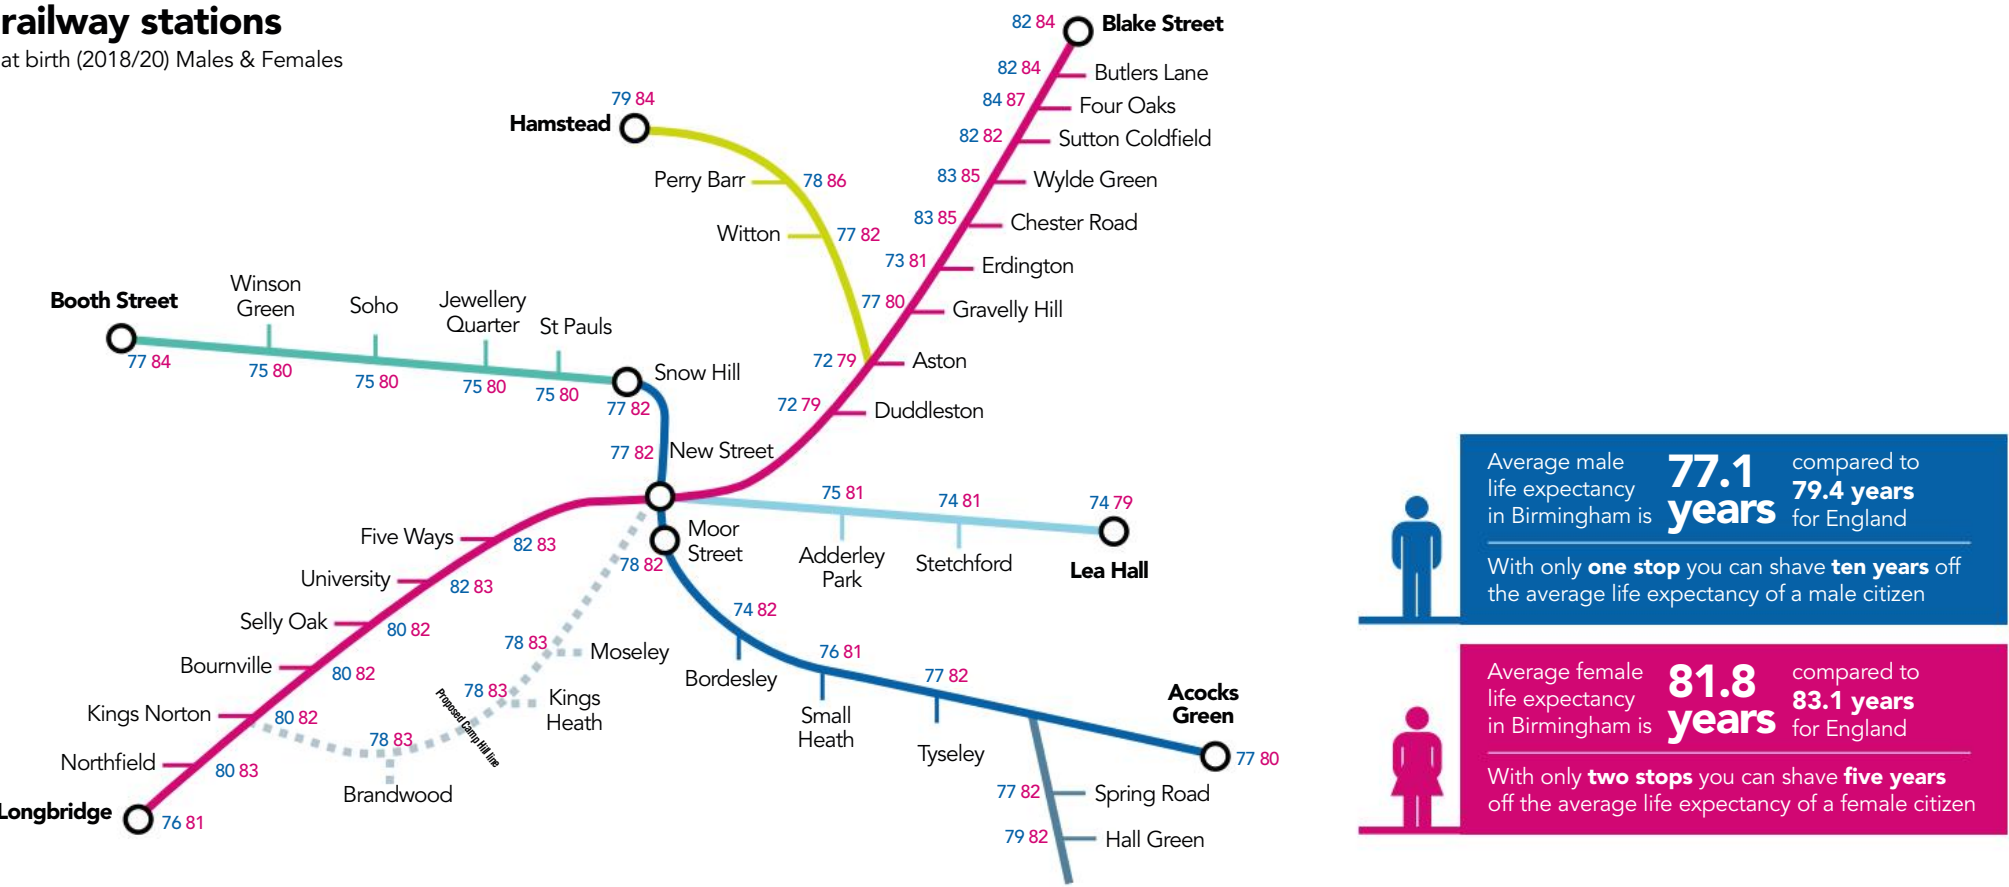 railway stations
at birth (2018/20) Males & Females
82 84 Blake Street
82 84 Butlers Lane
84 87 Four Oaks
82 82 Sutton Coldfield
83 85 Wylde Green
83 85 Chester Road
73 81 Erdington
77 80 Gravelly Hill
72 79 Aston
72 79 Duddleston
79 84
Hamstead
Perry Barr 78 86
Witton 77 82
Booth Street
77 84
Winson
Green
75 80
Soho
75 80
Jewellery
Quarter
75 80
St Pauls
75 80
Snow Hill
77 82
77 82 New Street
Moor
Street
78 82
75 81
Adderley
Park
74 81
Stetchford
74 79
Lea Hall
Five Ways 82 83
University 82 83
Selly Oak 80 82
Bournville 80 82
Kings Norton 80 82
Northfield 80 83
Longbridge 76 81
78 83 Moseley
78 83 Kings
Heath
Proposed Camp Hill line
78 83
Brandwood
74 82
Bordesley
76 81
Small
Heath
77 82
Tyseley
Acocks
Green
77 80
77 82 Spring Road
79 82 Hall Green
Average male
life expectancy
in Birmingham is
77.1
years
compared to
79.4 years
for England
With only one stop you can shave ten years off
the average life expectancy of a male citizen
Average female
life expectancy
in Birmingham is
81.8
years
compared to
83.1 years
for England
With only two stops you can shave five years
off the average life expectancy of a female citizen